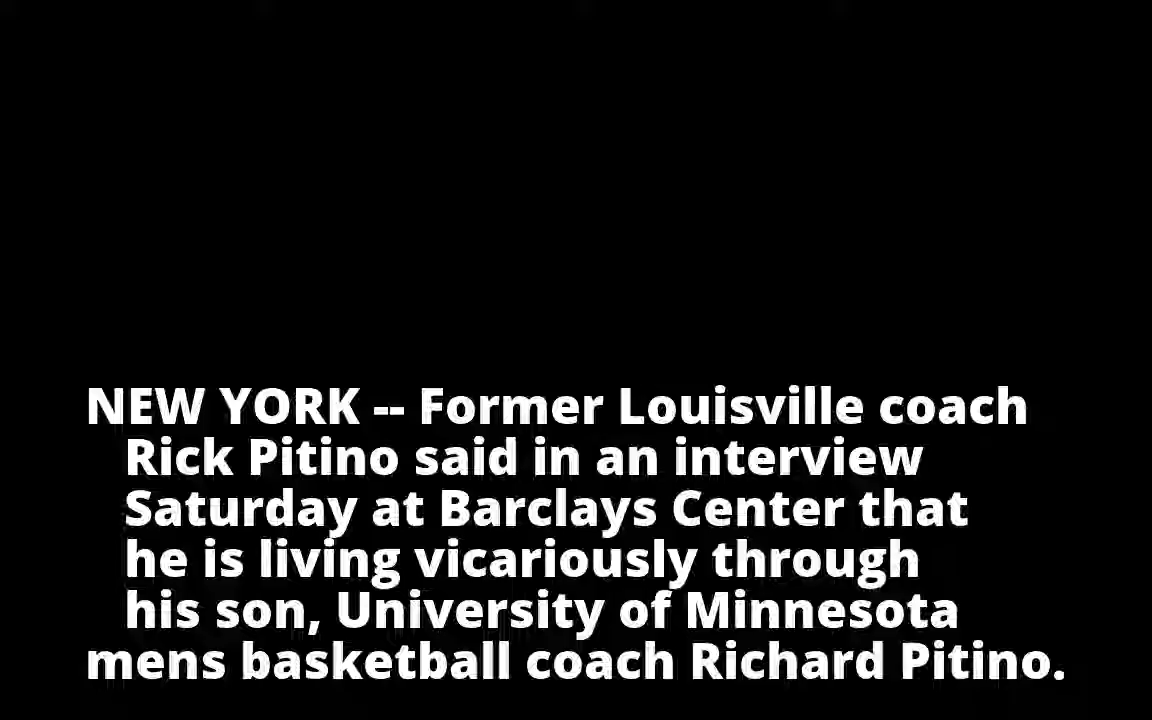 NEW YORK -- Former Louisville coach
Rick Pitino said in an interview
Saturday at Barclays Center that
he is living vicariously through
his son, University of Minnesota
mens basketball coach Richard Pitino.